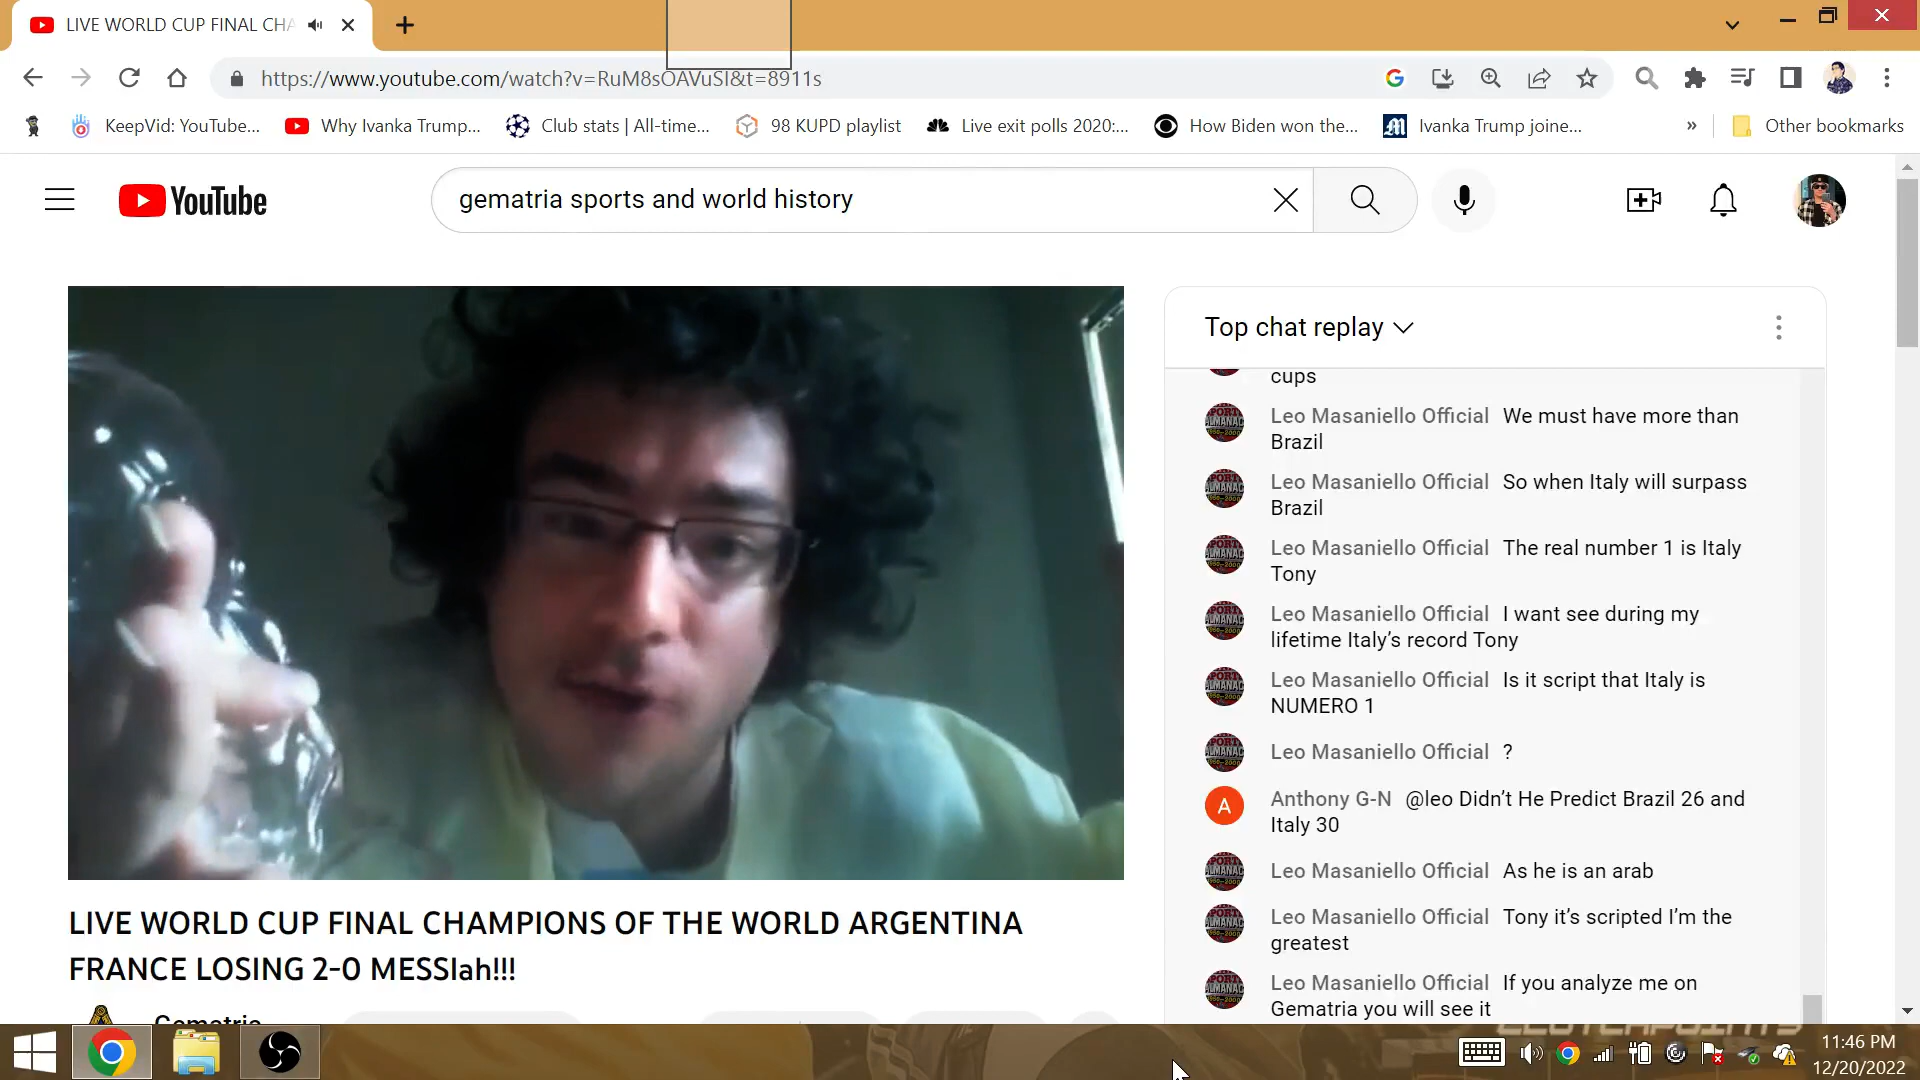 LIVE WORLD CUP FINAL CHA
https://www.youtube.com/watch?v=RuM8sOAVuSI&t=8911s
KeepVid: YouTube...
Why Ivanka Trump...
Club stats | All-time...
98 KUPD playlist
Live exit polls 2020:...
How Biden won the...
Ivanka Trump joine...
Other bookmarks
YouTube
gematria sports and world history
Top chat replay
cups
Leo Masaniello Official We must have more than
Brazil
Leo Masaniello Official So when Italy will surpass
Brazil
Leo Masaniello Official The real number 1 is Italy
Tony
Leo Masaniello Official I want see during my
lifetime Italy's record Tony
Leo Masaniello Official Is it script that Italy is
NUMERO 1
Leo Masaniello Official ?
A
Anthony G-N @leo Didn't He Predict Brazil 26 and
Italy 30
Leo Masaniello Official As he is an arab
Leo Masaniello Official Tony it's scripted I'm the
greatest
Leo Masaniello Official If you analyze me on
Gematria you will see it
LIVE WORLD CUP FINAL CHAMPIONS OF THE WORLD ARGENTINA
FRANCE LOSING 2-0 MESSIah!!!
Gematria
CLUTCHPOINTS
11:46 PM
12/20/2022